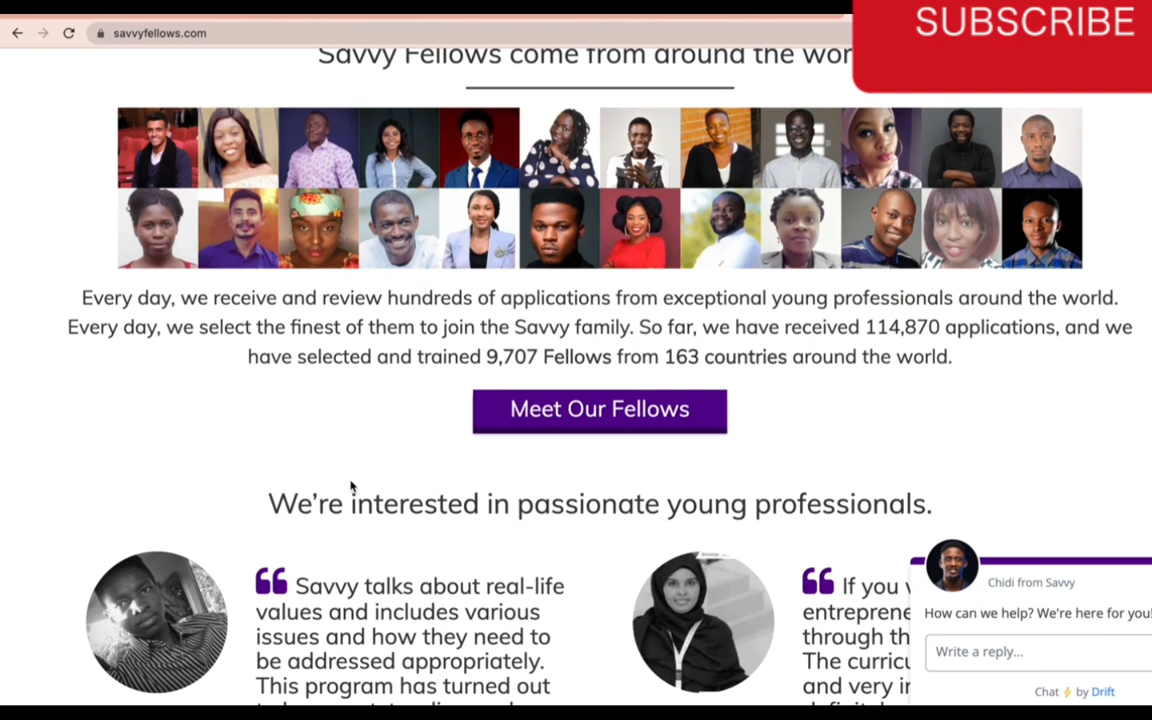 SUBSCRIBE
savvyfellows.com
Savvy Fellows come from around the wor
Every day, we receive and review hundreds of applications from exceptional young professionals around the world.
Every day, we select the finest of them to join the Savvy family. So far, we have received 114,870 applications, and we
have selected and trained 9,707 Fellows from 163 countries around the world.
Meet Our Fellows
We're interested in passionate young professionals.
Savvy talks about real-life
values and includes various
issues and how they need to
be addressed appropriately.
This program has turned out
If you
entreprene
through th
The curricu
and very i
Chidi from Savvy
How can we help? We're here for you!
Write a reply...
Chat ⚡ by Drift